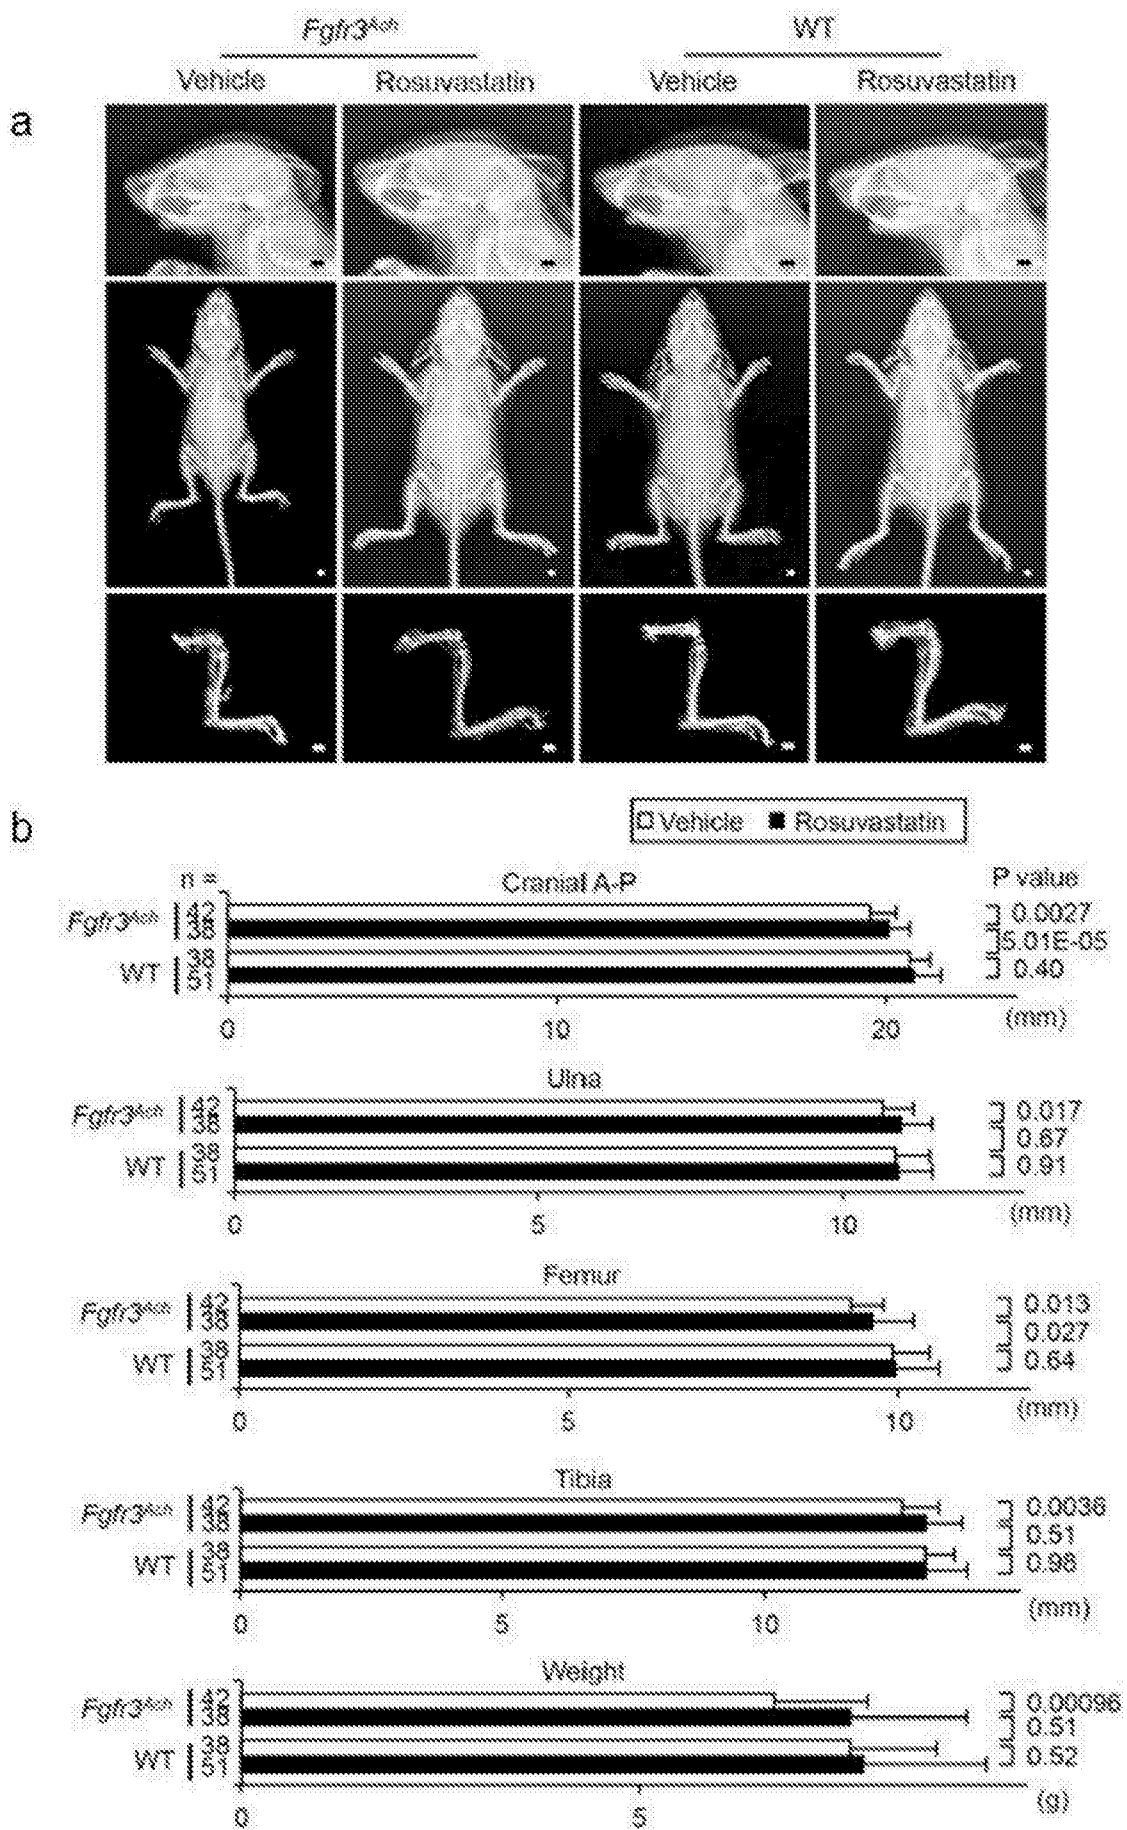 Fgfr3ᴬᶜʰ WT
Vehicle Rosuvastatin Vehicle Rosuvastatin
a
b
Vehicle Rosuvastatin
n = Cranial A-P P value
Fgfr3ᴬᶜʰ 42 0.0027
38 5.01E-05
WT 38 0.40
51
0 10 20 (mm)
Ulna
Fgfr3ᴬᶜʰ 42 0.017
38 0.67
WT 38 0.91
51
0 5 10 (mm)
Femur
Fgfr3ᴬᶜʰ 42 0.013
38 0.027
WT 38 0.64
51
0 5 10 (mm)
Tibia
Fgfr3ᴬᶜʰ 42 0.0036
38 0.51
WT 38 0.98
51
0 5 10 (mm)
Weight
Fgfr3ᴬᶜʰ 42 0.00096
38 0.51
WT 38 0.52
51
0 5 (g)